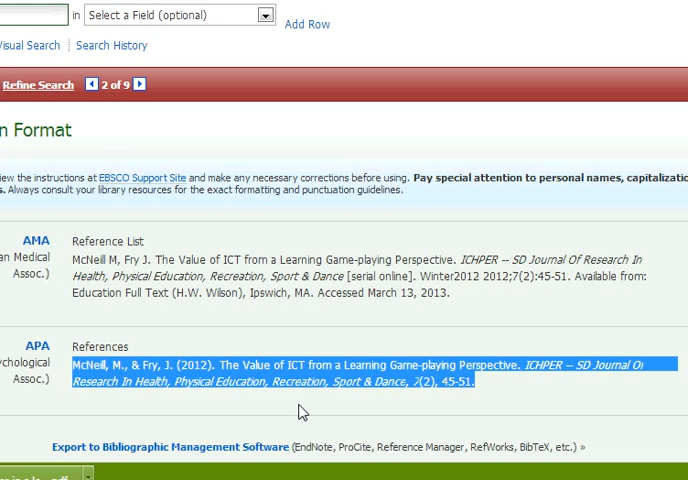 in Select a Field (optional) Add Row
Visual Search Search History
Refine Search 2 of 9
n Format
iew the instructions at EBSCO Support Site and make any necessary corrections before using. Pay special attention to personal names, capitalizatio
s. Always consult your library resources for the exact formatting and punctuation guidelines.
AMA Reference List
an Medical McNeill M, Fry J. The Value of ICT from a Learning Game-playing Perspective. ICHPER -- SD Journal Of Research In
Assoc.) Health, Physical Education, Recreation, Sport & Dance [serial online]. Winter2012 2012;7(2):45-51. Available from:
Education Full Text (H.W. Wilson), Ipswich, MA. Accessed March 13, 2013.
APA References
ychological McNeill, M., & Fry, J. (2012). The Value of ICT from a Learning Game-playing Perspective. ICHPER -- SD Journal Of
Assoc.) Research In Health, Physical Education, Recreation, Sport & Dance, 7(2), 45-51.
Export to Bibliographic Management Software (EndNote, ProCite, Reference Manager, RefWorks, BibTeX, etc.) »